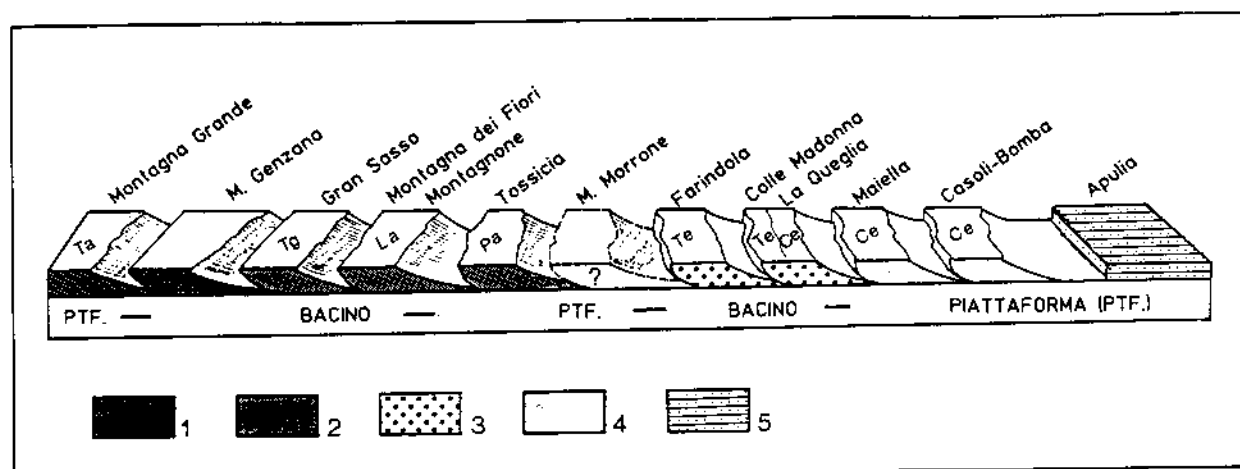 Montagna Grande
M. Genzana
Gran Sasso
Montagna dei Fiori
Montagnone
Tossicia
M. Morrone
Farindola
Colle Madonna
La Queglia
Maiella
Casoli-Bomba
Apulia
Ta
Tg
La
Pa
?
Te
Te
Ce
Ce
Ce
PTF. — BACINO — PTF. — BACINO — PIATTAFORMA (PTF.)
1 2 3 4 5